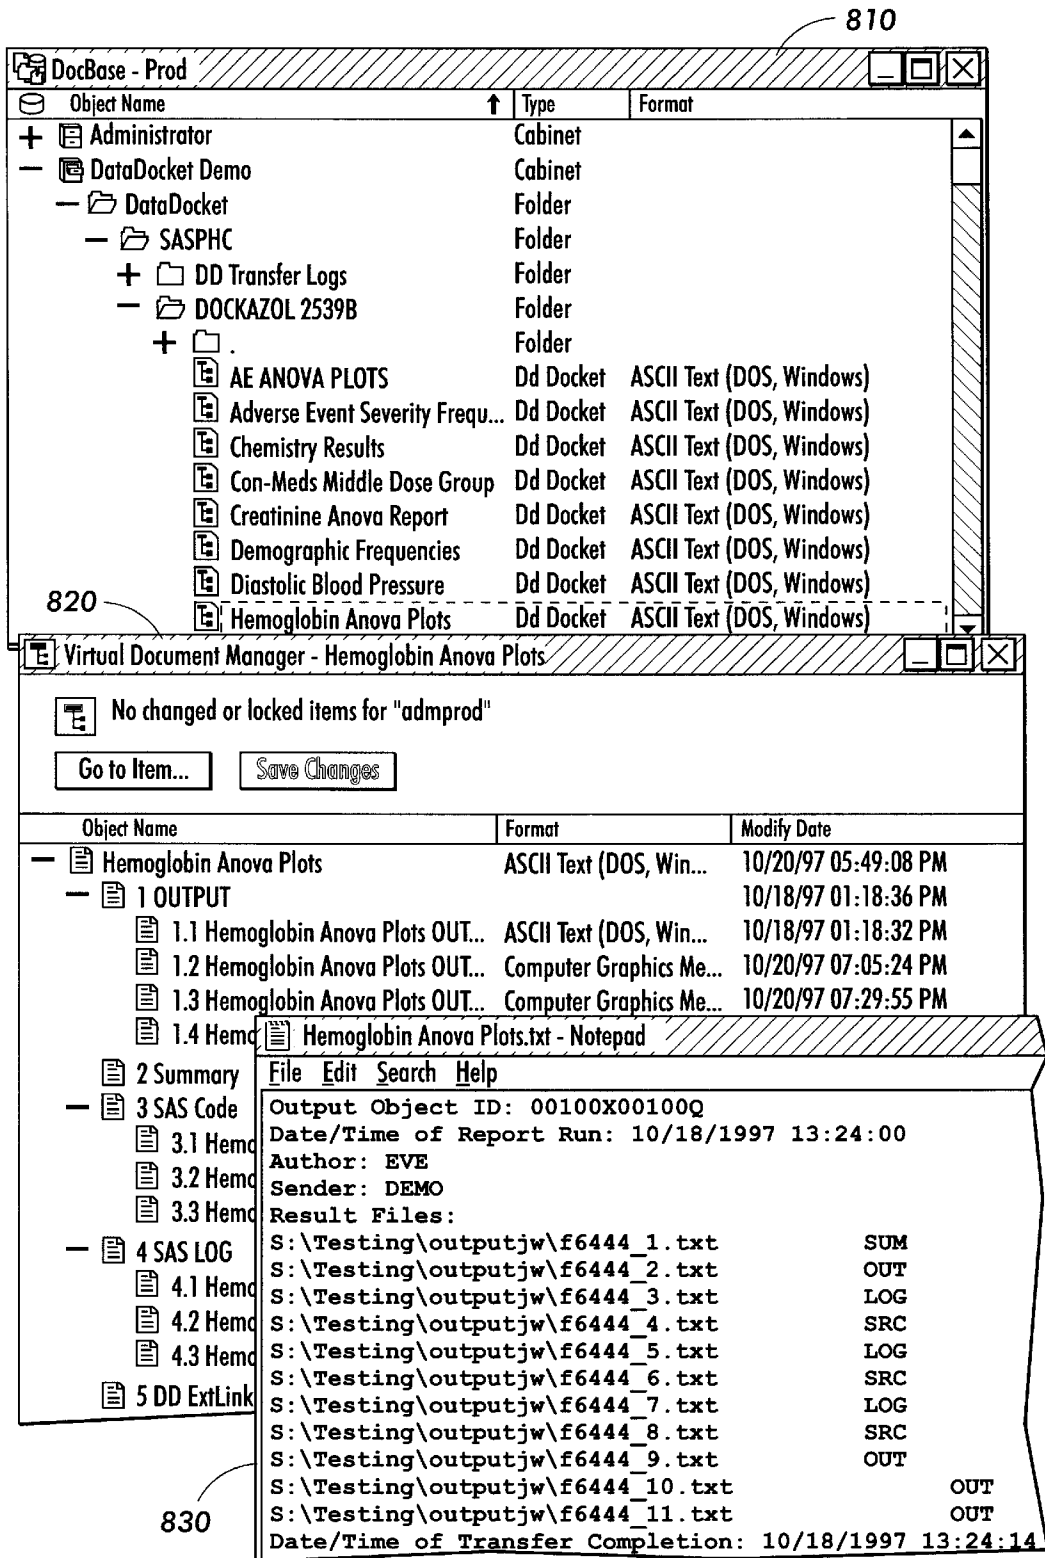 810
DocBase - Prod
Object Name Type Format
Administrator Cabinet
DataDocket Demo Cabinet
DataDocket Folder
SASPHC Folder
DD Transfer Logs Folder
DOCKAZOL 2539B Folder
. Folder
AE ANOVA PLOTS Dd Docket ASCII Text (DOS, Windows)
Adverse Event Severity Frequ... Dd Docket ASCII Text (DOS, Windows)
Chemistry Results Dd Docket ASCII Text (DOS, Windows)
Con-Meds Middle Dose Group Dd Docket ASCII Text (DOS, Windows)
Creatinine Anova Report Dd Docket ASCII Text (DOS, Windows)
Demographic Frequencies Dd Docket ASCII Text (DOS, Windows)
Diastolic Blood Pressure Dd Docket ASCII Text (DOS, Windows)
820
Hemoglobin Anova Plots Dd Docket ASCII Text (DOS, Windows)
Virtual Document Manager - Hemoglobin Anova Plots
No changed or locked items for "admprod"
Go to Item... Save Changes
Object Name Format Modify Date
Hemoglobin Anova Plots ASCII Text (DOS, Win... 10/20/97 05:49:08 PM
1 OUTPUT 10/18/97 01:18:36 PM
1.1 Hemoglobin Anova Plots OUT... ASCII Text (DOS, Win... 10/18/97 01:18:32 PM
1.2 Hemoglobin Anova Plots OUT... Computer Graphics Me... 10/20/97 07:05:24 PM
1.3 Hemoglobin Anova Plots OUT... Computer Graphics Me... 10/20/97 07:29:55 PM
1.4 Hemo
2 Summary
3 SAS Code
3.1 Hemo
3.2 Hemo
3.3 Hemo
4 SAS LOG
4.1 Hemo
4.2 Hemo
4.3 Hemo
5 DD ExtLink
Hemoglobin Anova Plots.txt - Notepad
File Edit Search Help
Output Object ID: 00100X00100Q
Date/Time of Report Run: 10/18/1997 13:24:00
Author: EVE
Sender: DEMO
Result Files:
S:\Testing\outputjw\f6444_1.txt SUM
S:\Testing\outputjw\f6444_2.txt OUT
S:\Testing\outputjw\f6444_3.txt LOG
S:\Testing\outputjw\f6444_4.txt SRC
S:\Testing\outputjw\f6444_5.txt LOG
S:\Testing\outputjw\f6444_6.txt SRC
S:\Testing\outputjw\f6444_7.txt LOG
S:\Testing\outputjw\f6444_8.txt SRC
S:\Testing\outputjw\f6444_9.txt OUT
S:\Testing\outputjw\f6444_10.txt OUT
S:\Testing\outputjw\f6444_11.txt OUT
Date/Time of Transfer Completion: 10/18/1997 13:24:14
830